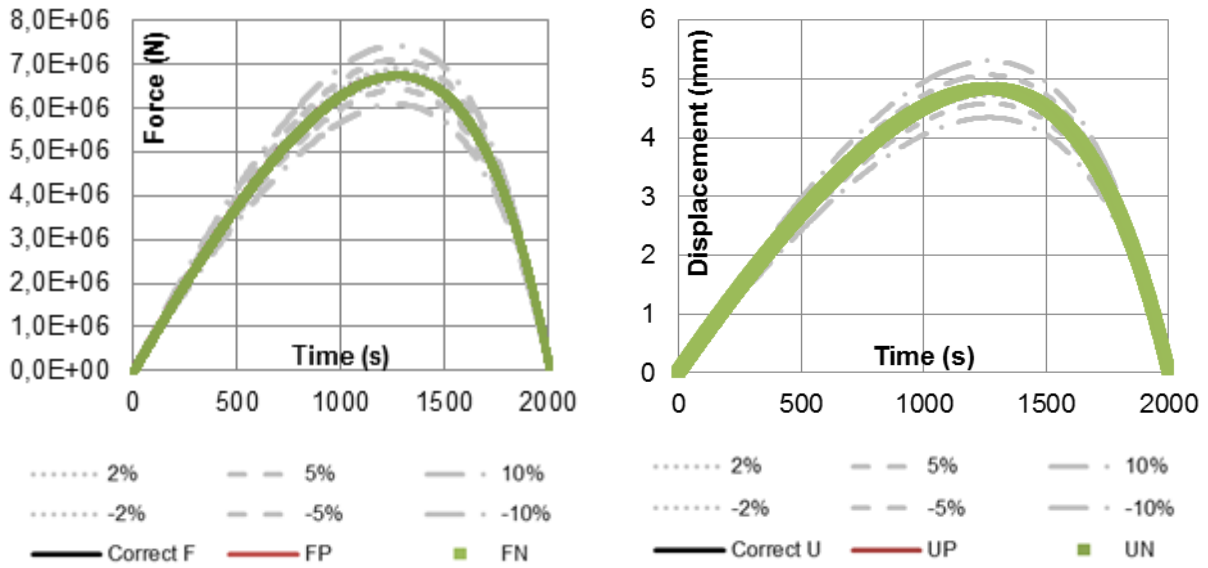 8,0E+06
7,0E+06
6,0E+06
5,0E+06
4,0E+06
3,0E+06
2,0E+06
1,0E+06
0,0E+00
Force (N)
Time (s)
0 500 1000 1500 2000
2% 5% 10%
-2% -5% -10%
Correct F FP FN
6
5
4
3
2
1
0
Displacement (mm)
Time (s)
0 500 1000 1500 2000
2% 5% 10%
-2% -5% -10%
Correct U UP UN